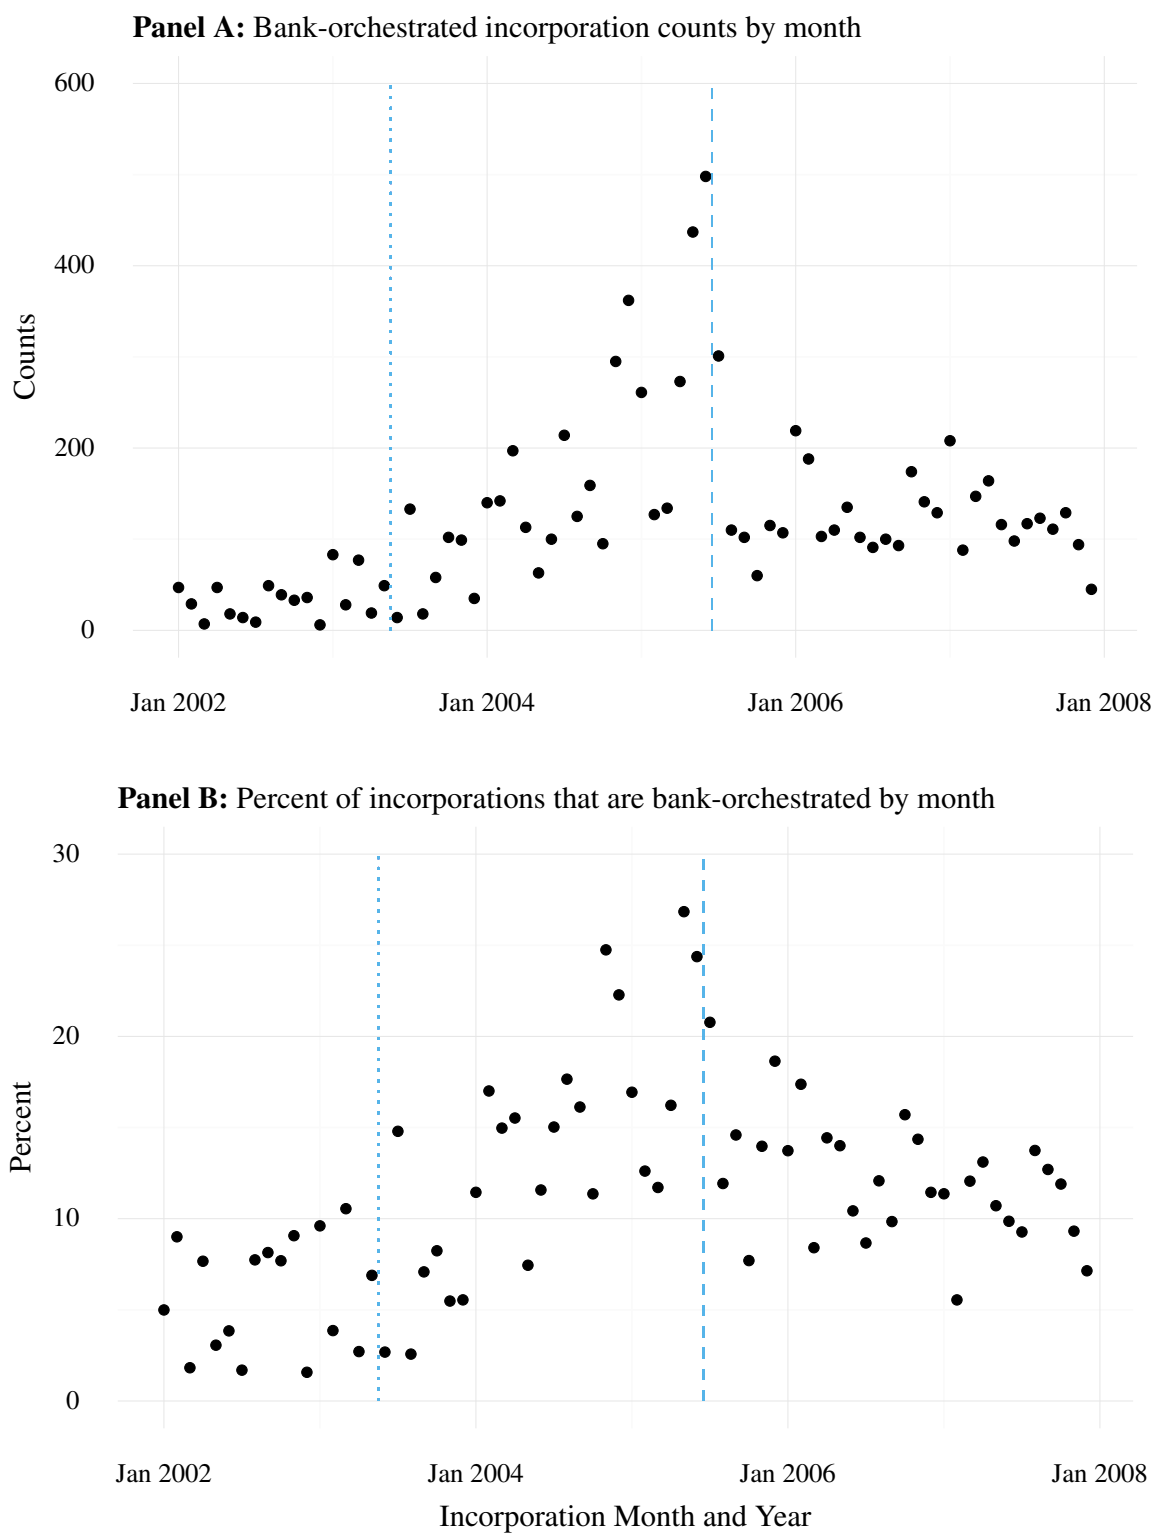 Panel A: Bank-orchestrated incorporation counts by month
600
400
200
0
Counts
Jan 2002 Jan 2004 Jan 2006 Jan 2008
Panel B: Percent of incorporations that are bank-orchestrated by month
30
20
10
0
Percent
Jan 2002 Jan 2004 Jan 2006 Jan 2008
Incorporation Month and Year